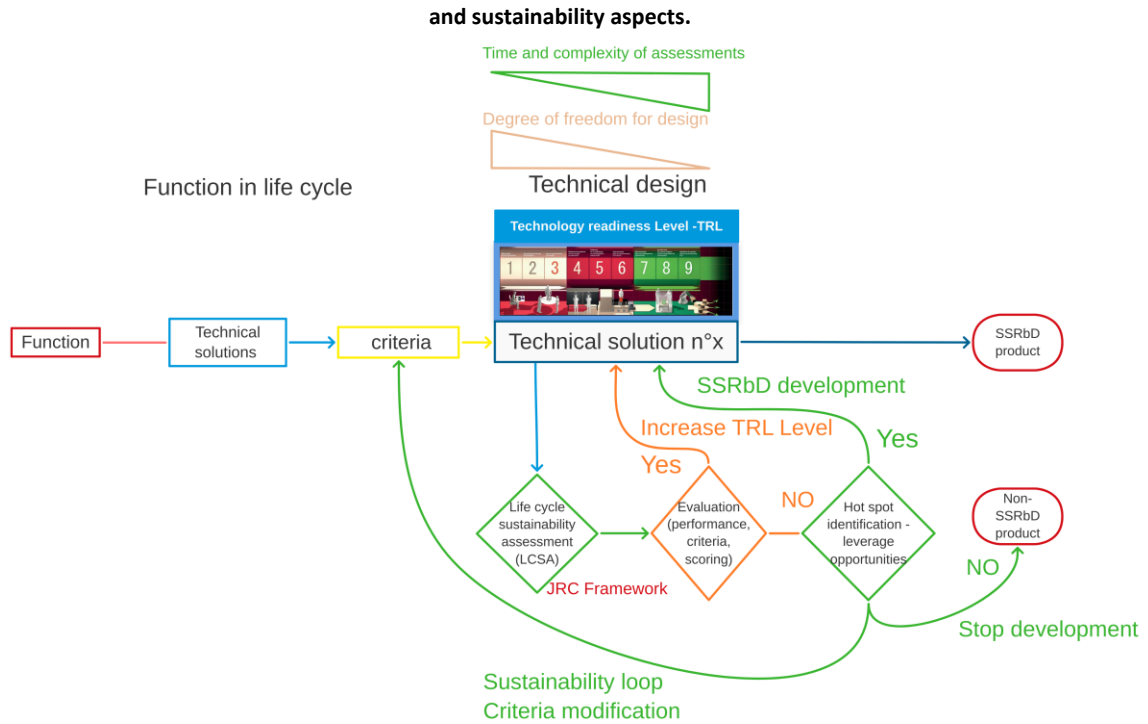 and sustainability aspects.
Time and complexity of assessments
Degree of freedom for design
Function in life cycle
Technical design
Technology readiness Level -TRL
1 2 3 4 5 6 7 8 9
Function
Technical
solutions
criteria
Technical solution n°x
SSRbD
product
SSRbD development
Increase TRL Level
Yes
Yes
Life cycle
sustainability
assessment
(LCSA)
Evaluation
(performance,
criteria,
scoring)
NO
Hot spot
identification -
leverage
opportunities
Non-
SSRbD
product
NO
JRC Framework
Stop development
Sustainability loop
Criteria modification